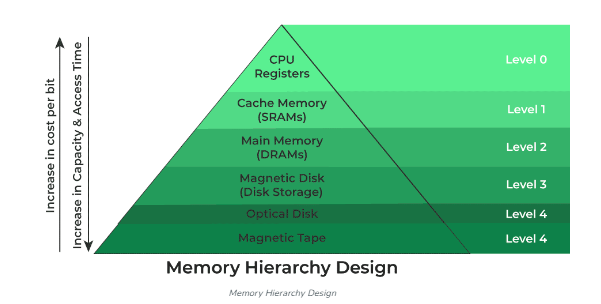 Increase in cost per bit
Increase in Capacity & Access Time
CPU
Registers
Level 0
Cache Memory
(SRAMs)
Level 1
Main Memory
(DRAMs)
Level 2
Magnetic Disk
(Disk Storage)
Level 3
Optical Disk
Level 4
Magnetic Tape
Level 4
Memory Hierarchy Design
Memory Hierarchy Design